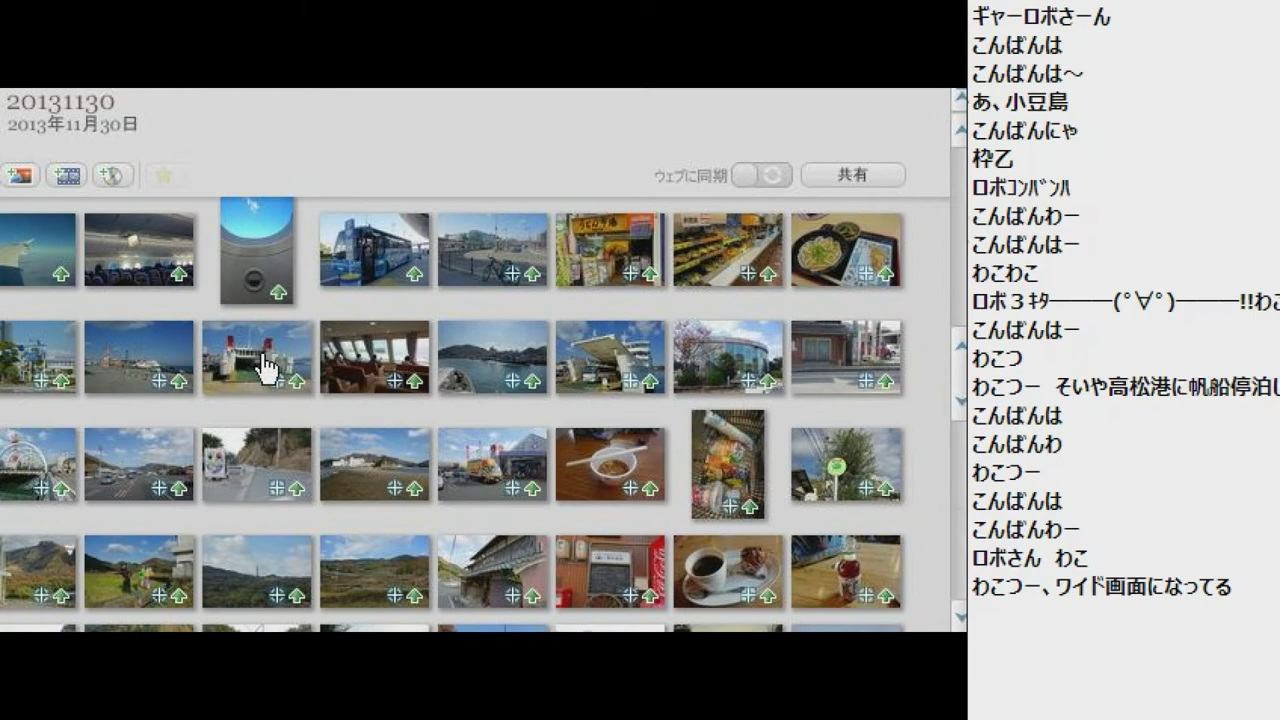 20131130
2013年11月30日
ウェブに同期
共有
ギャーロボさーん
こんばんは
こんばんは～
あ、小豆島
こんばんにゃ
枠乙
ロボｺﾝﾊﾞﾝﾊ
こんばんわー
こんばんはー
わこわこ
ロボ３ｷﾀ━━━(ﾟ∀ﾟ)━━━!!わこ
こんばんはー
わこつ
わこつー そいや高松港に帆船停泊し
こんばんは
こんばんわ
わこつー
こんばんは
こんばんわー
ロボさん わこ
わこつー、ワイド画面になってる